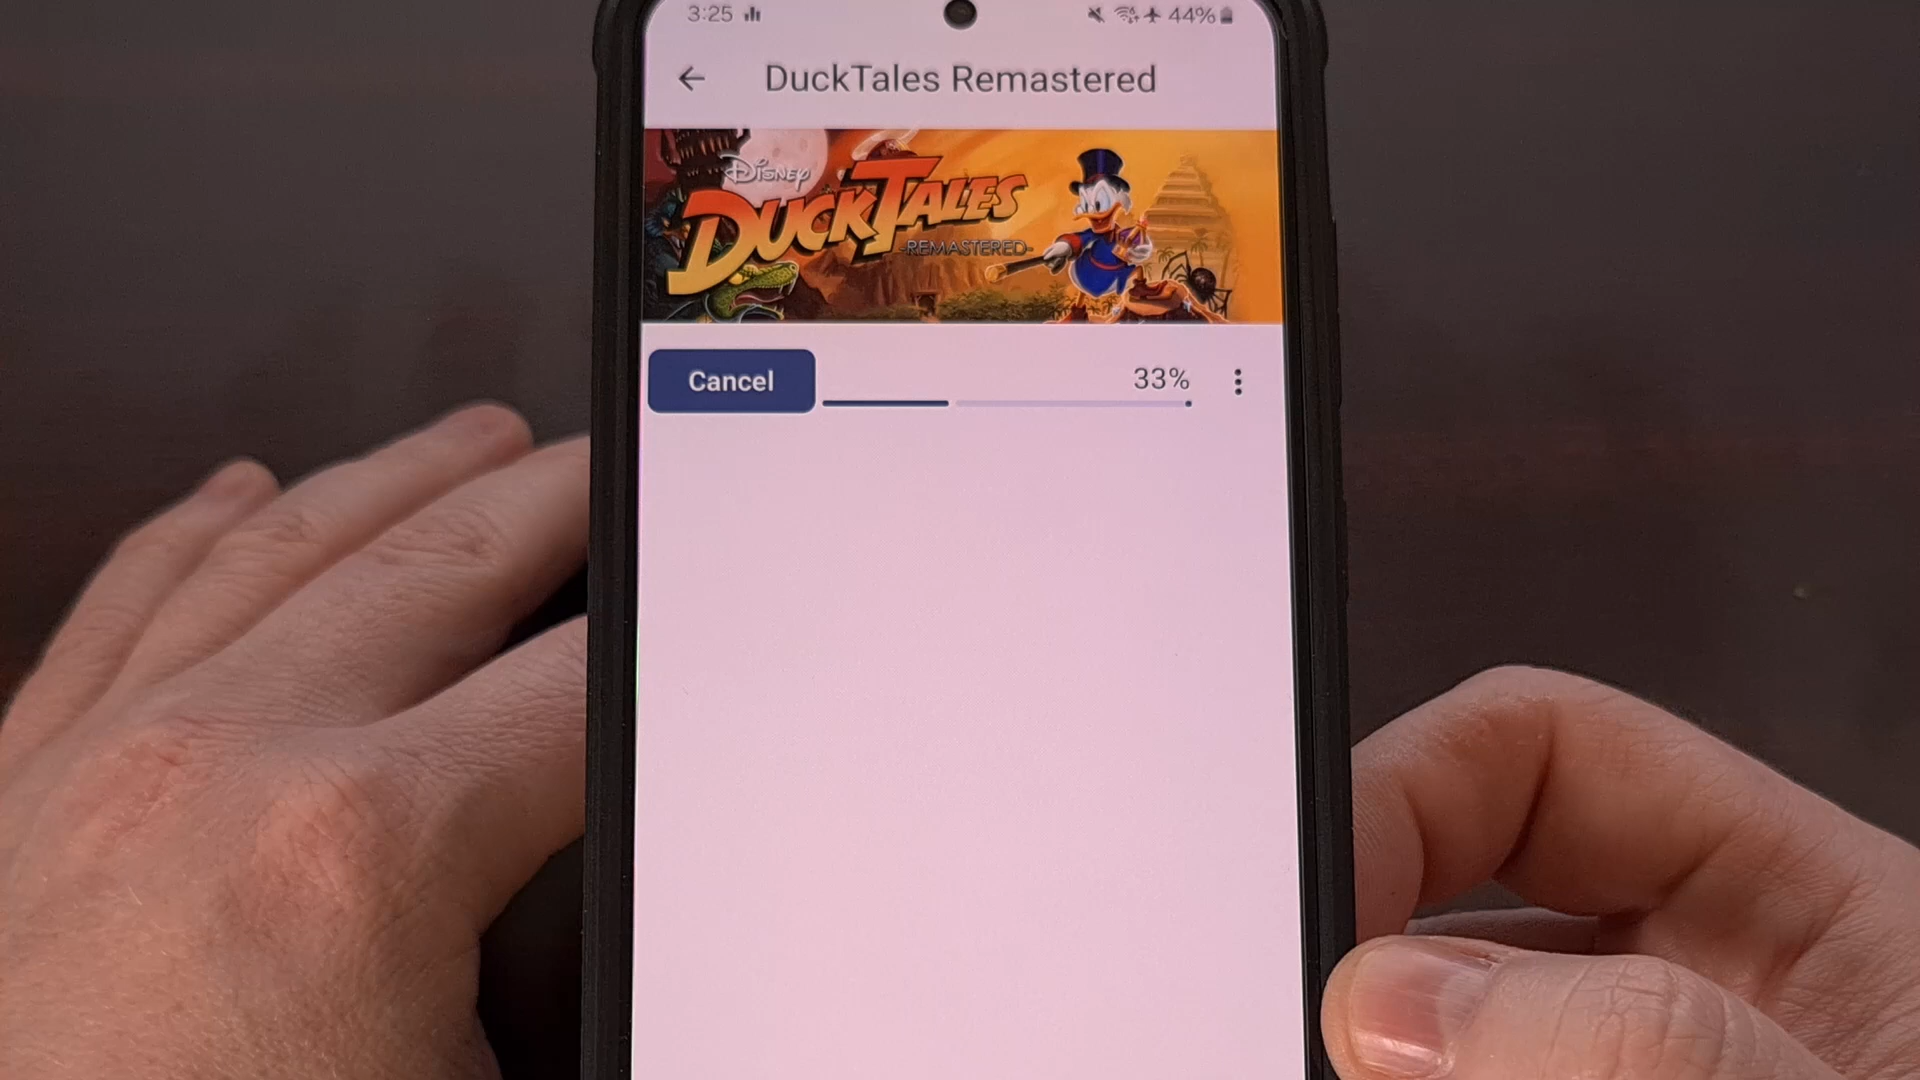 3:25 44%
DuckTales Remastered
Disney
DUCKTALES
-REMASTERED-
Cancel 33%